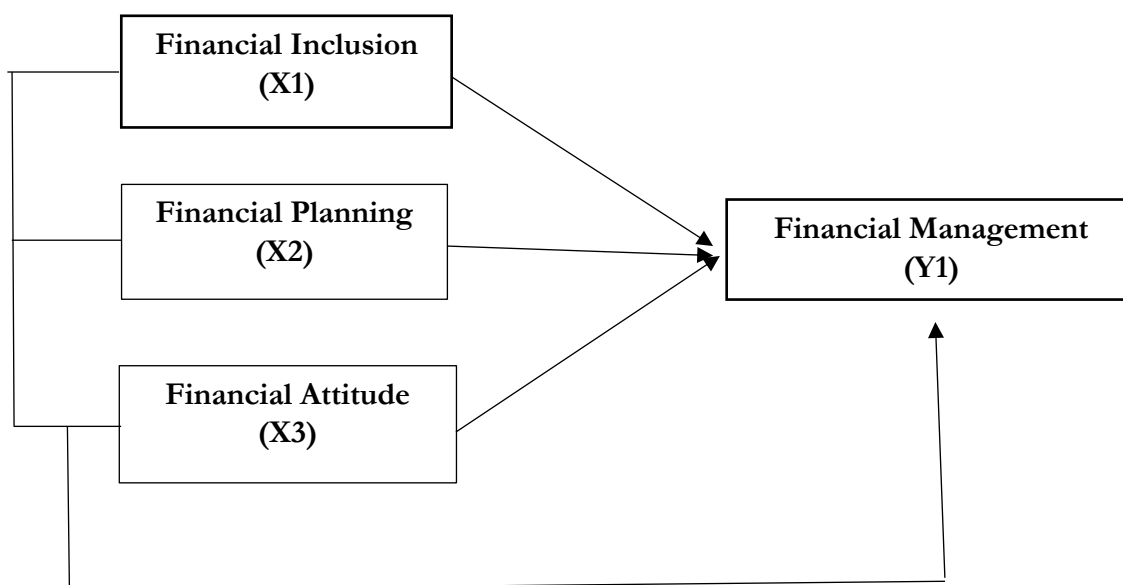 Financial Inclusion
(X1)
Financial Planning
(X2)
Financial Management
(Y1)
Financial Attitude
(X3)